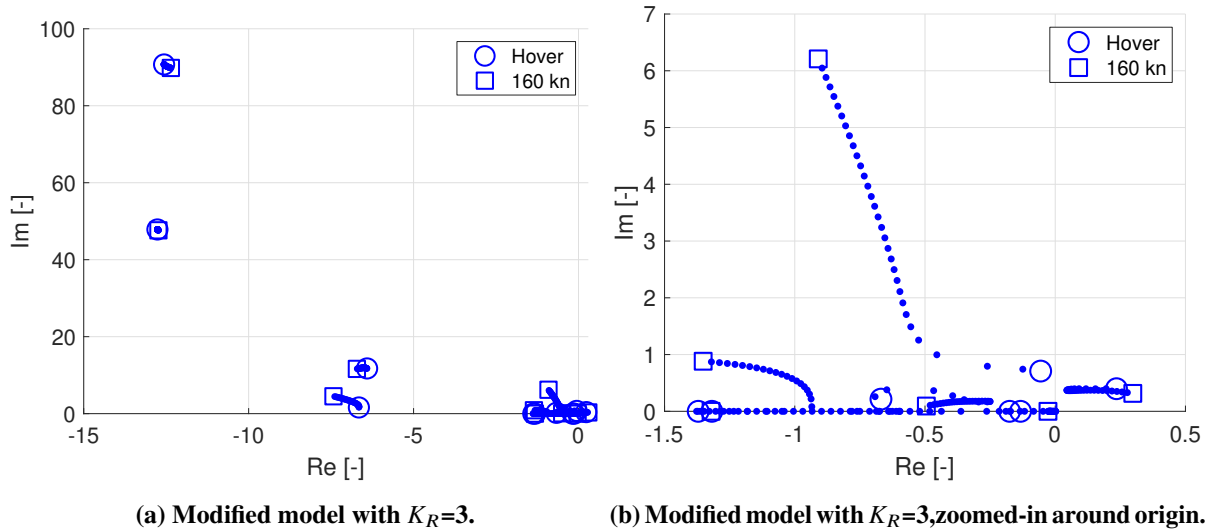 100
80
60
40
20
0
-15
-10
-5
0
Im [-]
Re [-]
Hover
160 kn
(a) Modified model with K_R=3.
7
6
5
4
3
2
1
0
-1.5
-1
-0.5
0
0.5
Im [-]
Re [-]
Hover
160 kn
(b) Modified model with K_R=3,zoomed-in around origin.